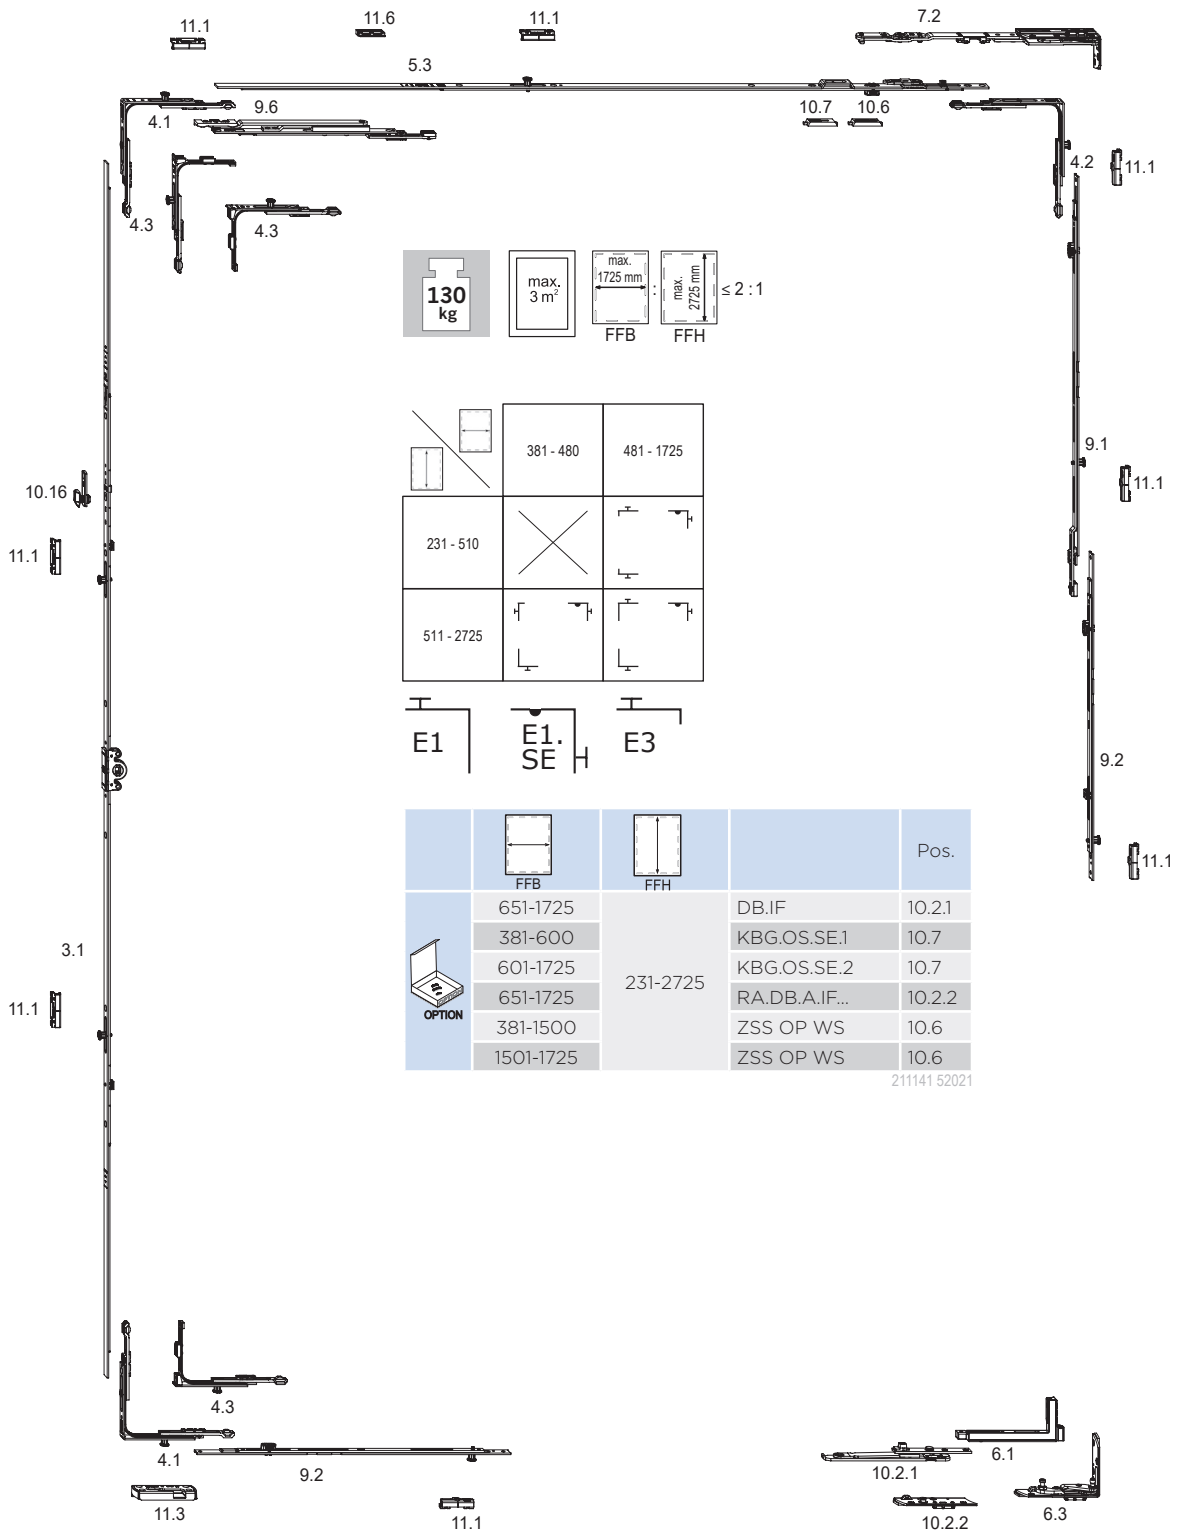 11.1
11.6
11.1
7.2
5.3
4.1
9.6
10.7
10.6
4.2
11.1
4.3
4.3
130
kg
max.
3 m²
max.
1725 mm
FFB
:
max.
2725 mm
FFH
≤ 2 : 1
381 - 480
481 - 1725
231 - 510
511 - 2725
E1
E1.
SE
E3
10.16
11.1
9.1
11.1
9.2
11.1
3.1
11.1
FFB
FFH
Pos.
651-1725
DB.IF
10.2.1
381-600
KBG.OS.SE.1
10.7
601-1725
231-2725
KBG.OS.SE.2
10.7
651-1725
RA.DB.A.IF...
10.2.2
381-1500
ZSS OP WS
10.6
1501-1725
ZSS OP WS
10.6
OPTION
211141 52021
4.3
4.1
9.2
11.3
11.1
10.2.1
6.1
10.2.2
6.3